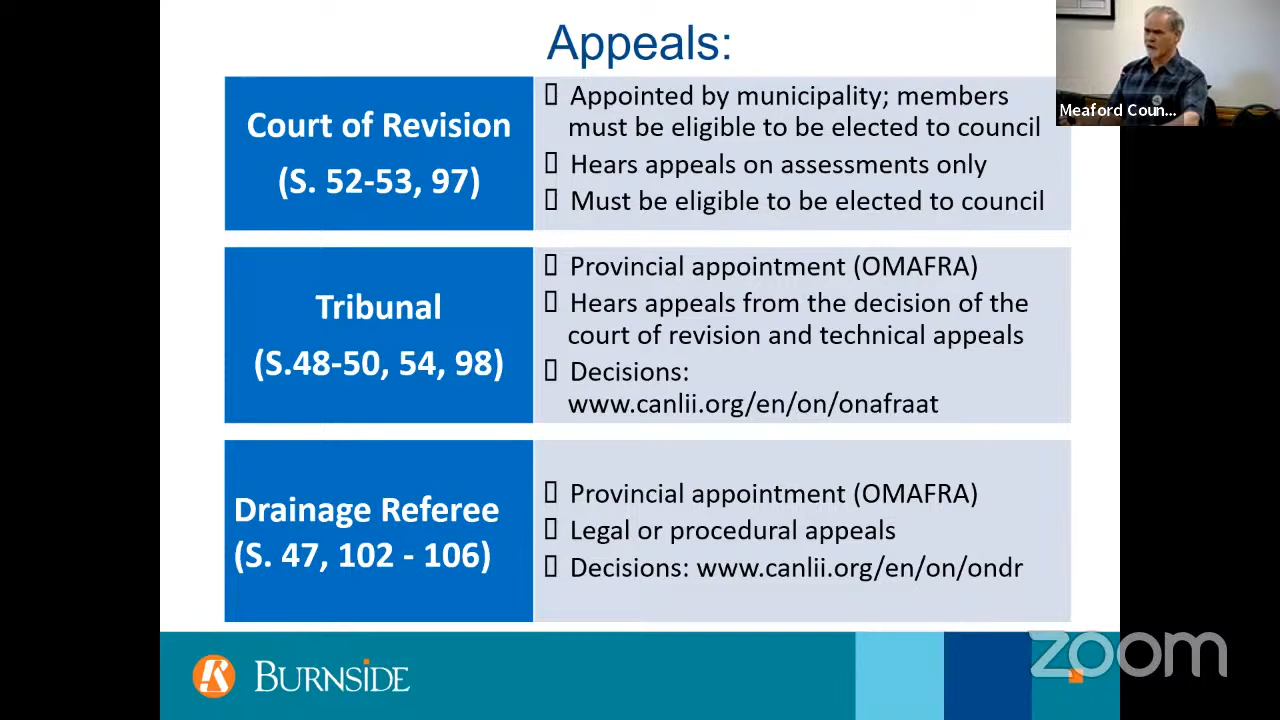 Appeals:
Meaford Coun...
Court of Revision
(S. 52-53, 97)
Appointed by municipality; members
must be eligible to be elected to council
Hears appeals on assessments only
Must be eligible to be elected to council
Tribunal
(S.48-50, 54, 98)
Provincial appointment (OMAFRA)
Hears appeals from the decision of the
court of revision and technical appeals
Decisions:
www.canlii.org/en/on/onafraat
Drainage Referee
(S. 47, 102 - 106)
Provincial appointment (OMAFRA)
Legal or procedural appeals
Decisions: www.canlii.org/en/on/ondr
BURNSIDE
zoom